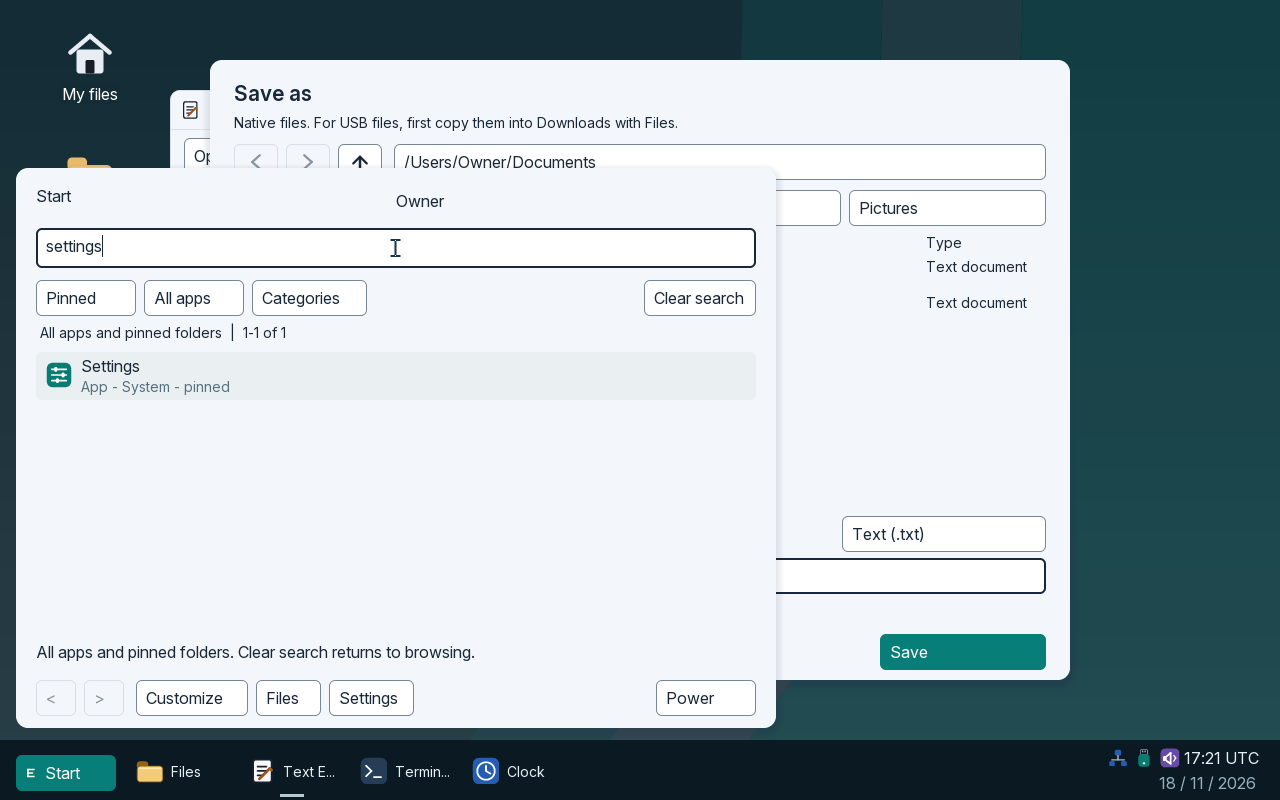 My files
Save as
Native files. For USB files, first copy them into Downloads with Files.
Op
/Users/Owner/Documents
Pictures
Type
Text document
Text document
Text (.txt)
Save
Start
Owner
settings
Pinned
All apps
Categories
Clear search
All apps and pinned folders | 1-1 of 1
Settings
App - System - pinned
All apps and pinned folders. Clear search returns to browsing.
< > Customize Files Settings Power
Start Files Text E... Termin... Clock
17:21 UTC
18 / 11 / 2026